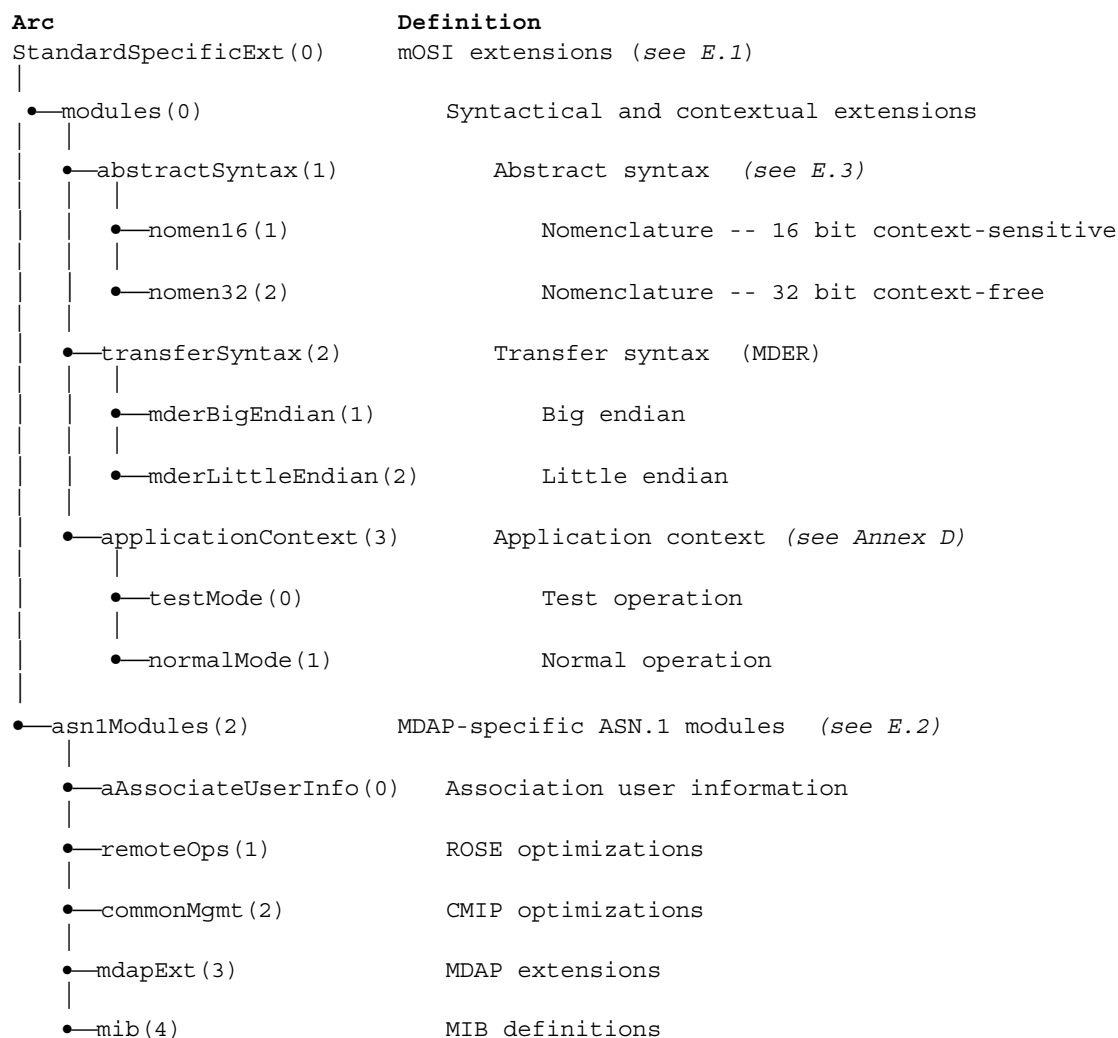 Arc Definition
StandardSpecificExt(0) mOSI extensions (see E.1)
modules(0) Syntactical and contextual extensions
abstractSyntax(1) Abstract syntax (see E.3)
nomen16(1) Nomenclature -- 16 bit context-sensitive
nomen32(2) Nomenclature -- 32 bit context-free
transferSyntax(2) Transfer syntax (MDER)
mderBigEndian(1) Big endian
mderLittleEndian(2) Little endian
applicationContext(3) Application context (see Annex D)
testMode(0) Test operation
normalMode(1) Normal operation
asn1Modules(2) MDAP-specific ASN.1 modules (see E.2)
aAssociateUserInfo(0) Association user information
remoteOps(1) ROSE optimizations
commonMgmt(2) CMIP optimizations
mdapExt(3) MDAP extensions
mib(4) MIB definitions